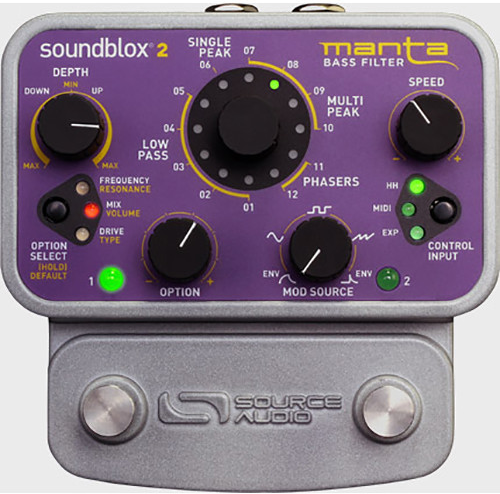 soundblox® 2
manta
BASS FILTER
DEPTH
MIN
DOWN
UP
MAX
MAX
SINGLE
PEAK
07
06
08
05
09
04
10
03
11
02
12
01
MULTI
PEAK
LOW
PASS
PHASERS
SPEED
-
+
FREQUENCY
RESONANCE
MIX
VOLUME
DRIVE
TYPE
OPTION
SELECT
(HOLD)
DEFAULT
HH
MIDI
EXP
CONTROL
INPUT
1
-
+
OPTION
ENV
ENV
MOD SOURCE
2
SOURCE
AUDIO